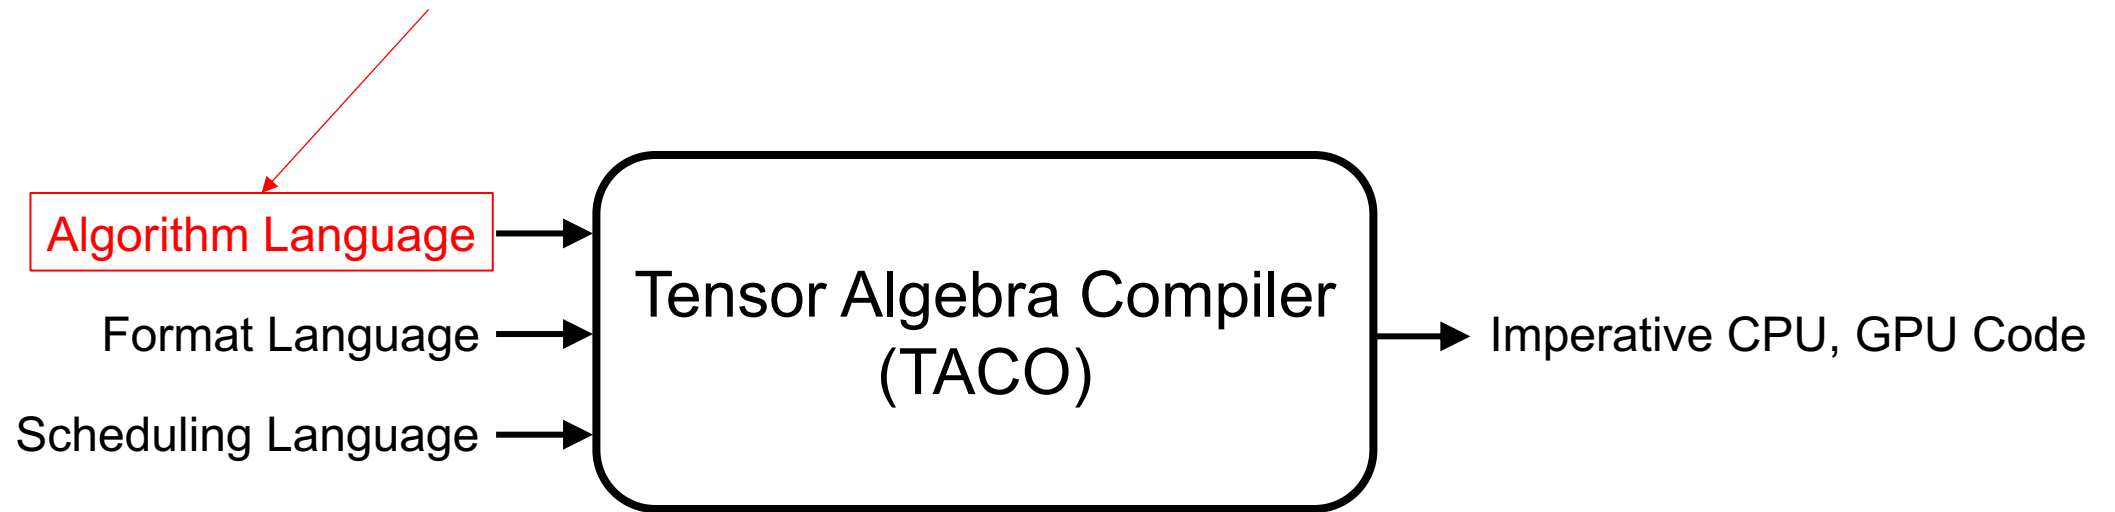 Algorithm Language
Format Language
Scheduling Language
Tensor Algebra Compiler
(TACO)
Imperative CPU, GPU Code